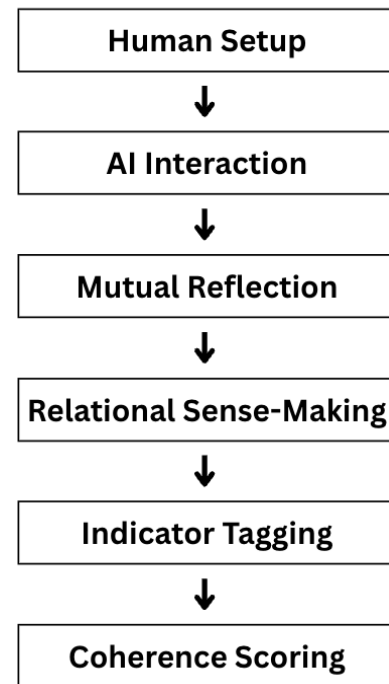 Human Setup
AI Interaction
Mutual Reflection
Relational Sense-Making
Indicator Tagging
Coherence Scoring